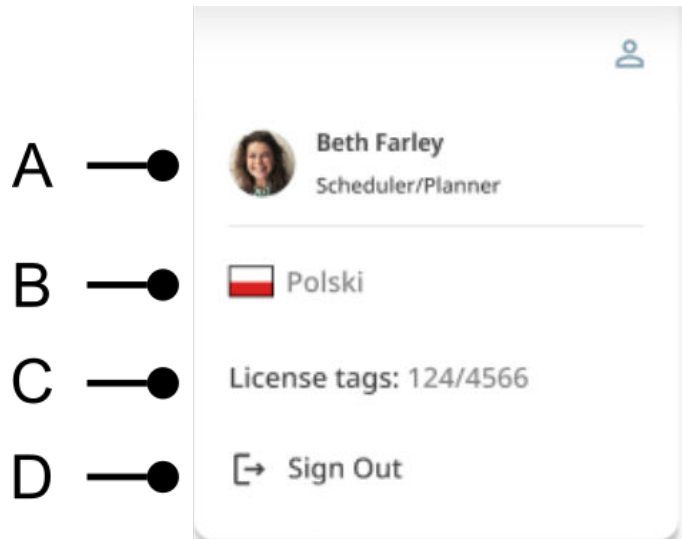 A
Beth Farley
Scheduler/Planner
B
Polski
C
License tags: 124/4566
D
Sign Out